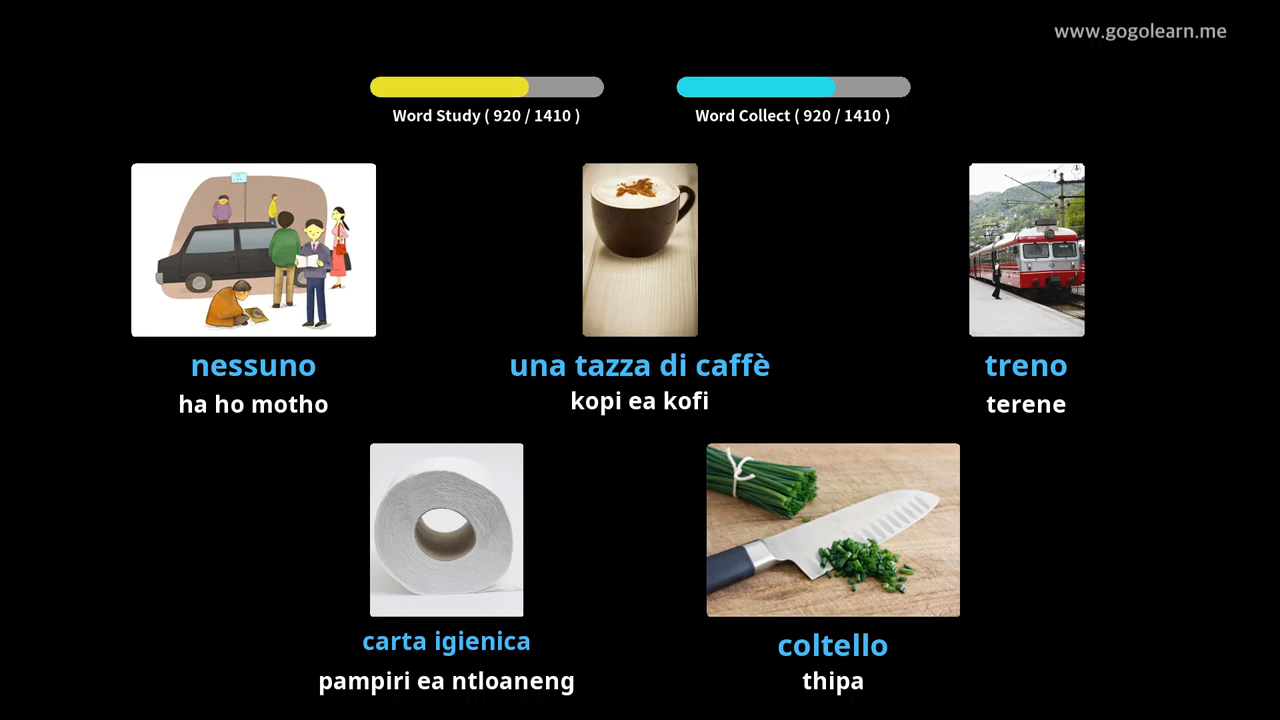 www.gogolearn.me
Word Study ( 920 / 1410 )
Word Collect ( 920 / 1410 )
nessuno
ha ho motho
una tazza di caffè
kopi ea kofi
treno
terene
carta igienica
pampiri ea ntloaneng
coltello
thipa